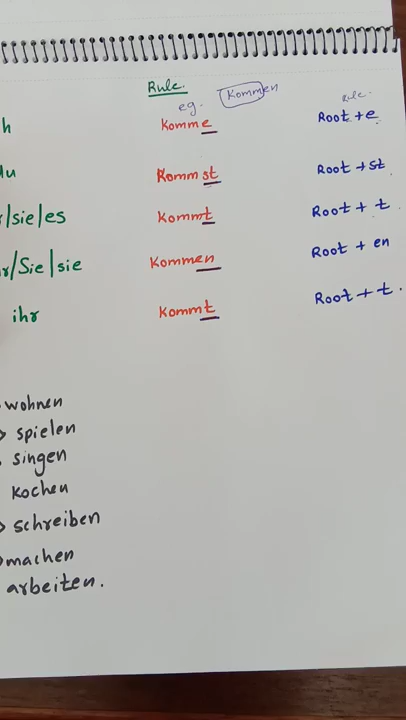 Rule.
eg. Kommen rule.
h Komme Root + e
du Kommst Root + st
r/sie/es Kommt Root + t
r/Sie/sie Kommen Root + en
ihr Kommt Root + t.
wohnen
spielen
singen
Kochen
schreiben
machen
arbeiten.